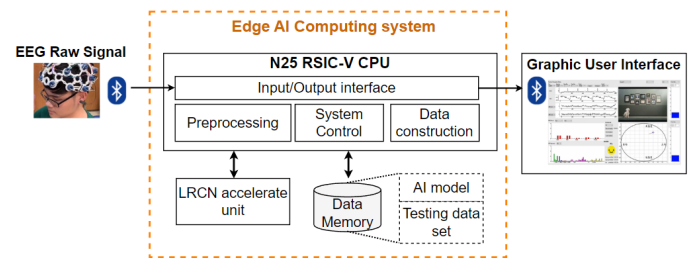 Edge AI Computing system
EEG Raw Signal
N25 RSIC-V CPU
Input/Output interface
Preprocessing
System
Control
Data
construction
Graphic User Interface
LRCN accelerate
unit
Data
Memory
AI model
Testing data
set